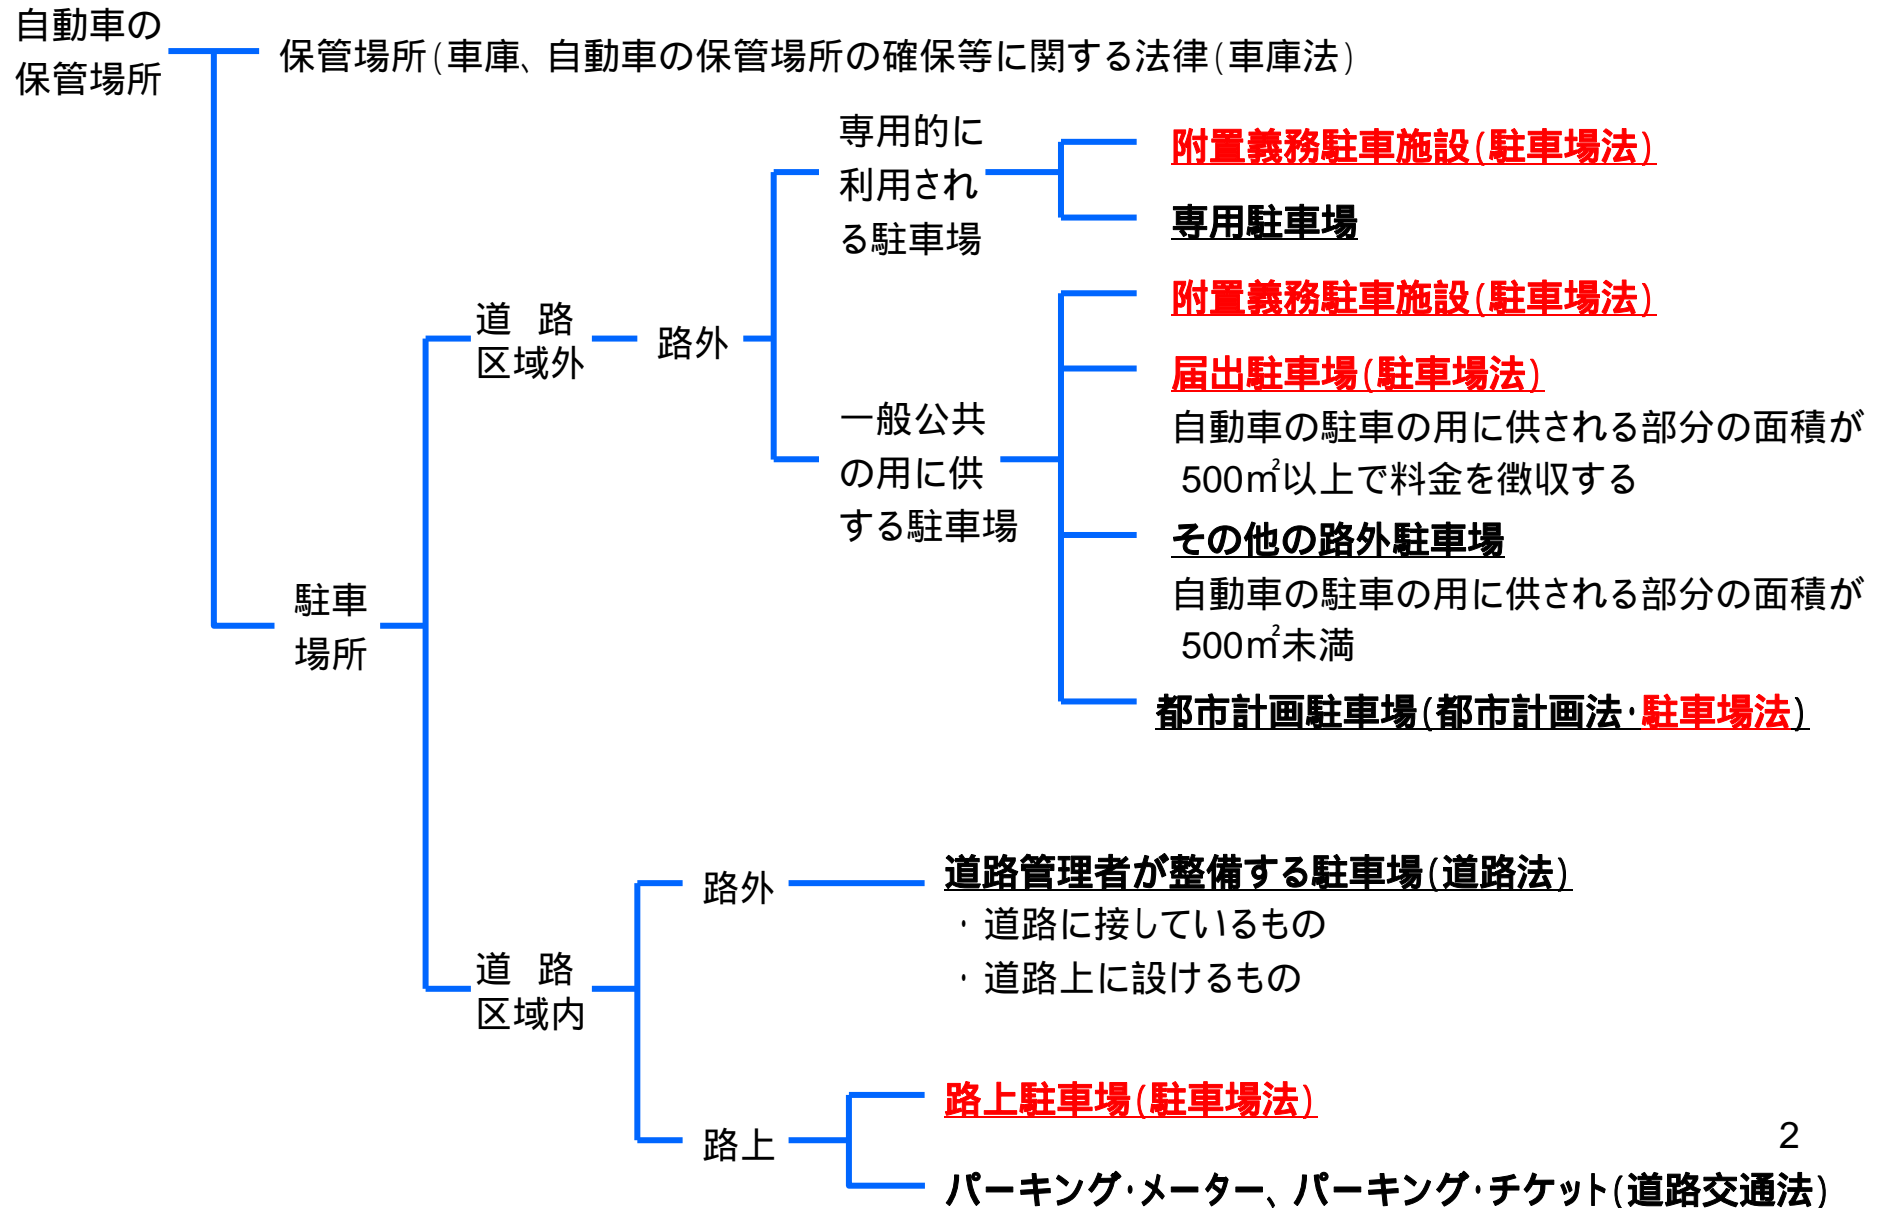 自動車の
保管場所
保管場所(車庫、自動車の保管場所の確保等に関する法律(車庫法)
専用的に
利用され
る駐車場
附置義務駐車施設(駐車場法)
専用駐車場
道 路
区域外
路外
一般公共
の用に供
する駐車場
附置義務駐車施設(駐車場法)
届出駐車場(駐車場法)
自動車の駐車の用に供される部分の面積が
500㎡以上で料金を徴収する
その他の路外駐車場
自動車の駐車の用に供される部分の面積が
500㎡未満
都市計画駐車場(都市計画法・駐車場法)
駐車
場所
道 路
区域内
路外
道路管理者が整備する駐車場(道路法)
・道路に接しているもの
・道路上に設けるもの
路上
路上駐車場(駐車場法)
パーキング・メーター、パーキング・チケット(道路交通法)
2